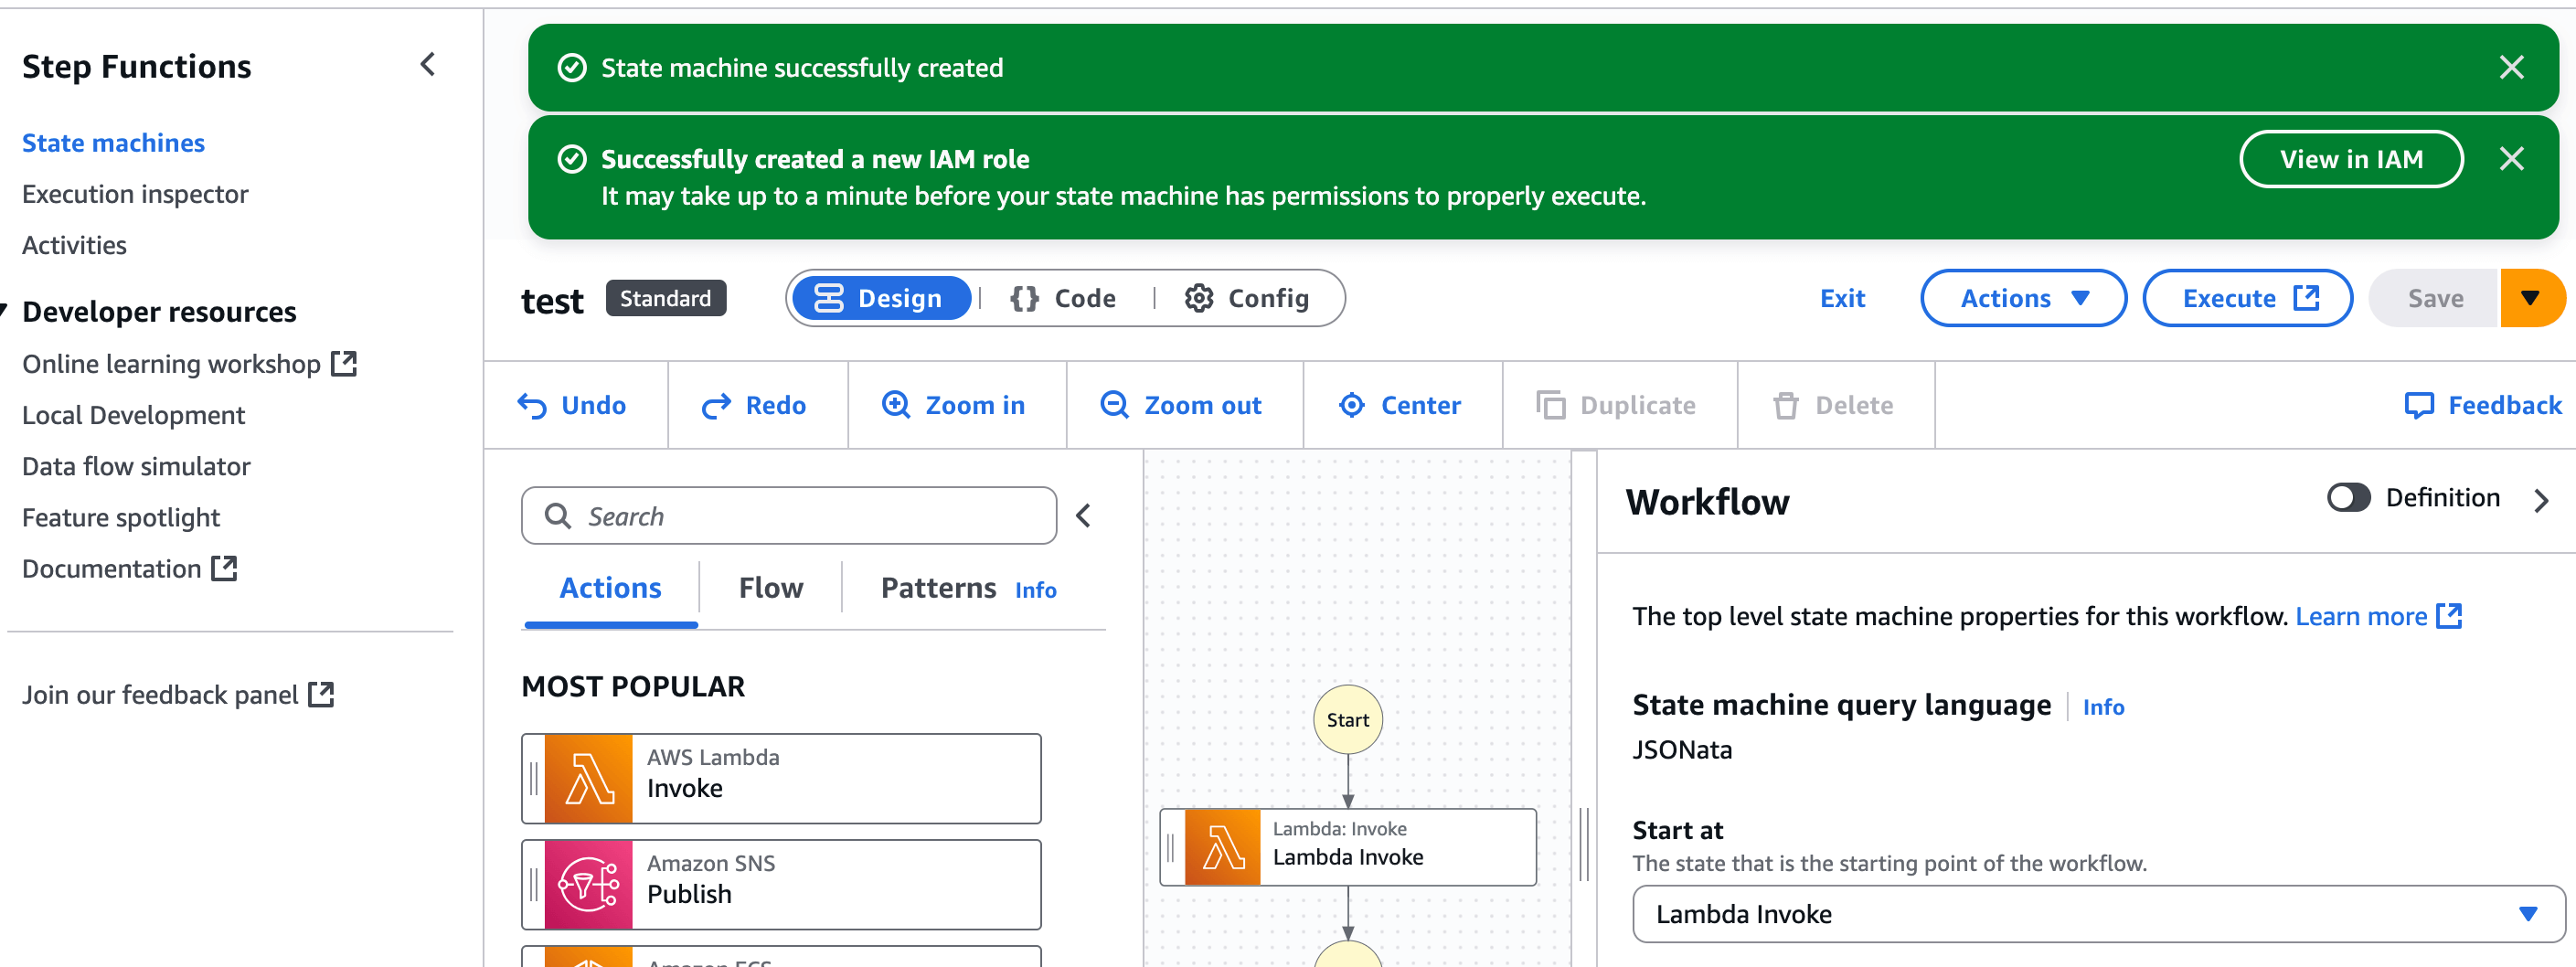 Step Functions
State machines
Execution inspector
Activities
Developer resources
Online learning workshop
Local Development
Data flow simulator
Feature spotlight
Documentation
Join our feedback panel
State machine successfully created
Successfully created a new IAM role
It may take up to a minute before your state machine has permissions to properly execute.
View in IAM
test Standard Design {} Code Config Exit Actions Execute Save
Undo Redo Zoom in Zoom out Center Duplicate Delete Feedback
Search
Actions Flow Patterns Info
MOST POPULAR
AWS Lambda
Invoke
Amazon SNS
Publish
Start
Lambda: Invoke
Lambda Invoke
Workflow Definition
The top level state machine properties for this workflow. Learn more
State machine query language Info
JSONata
Start at
The state that is the starting point of the workflow.
Lambda Invoke